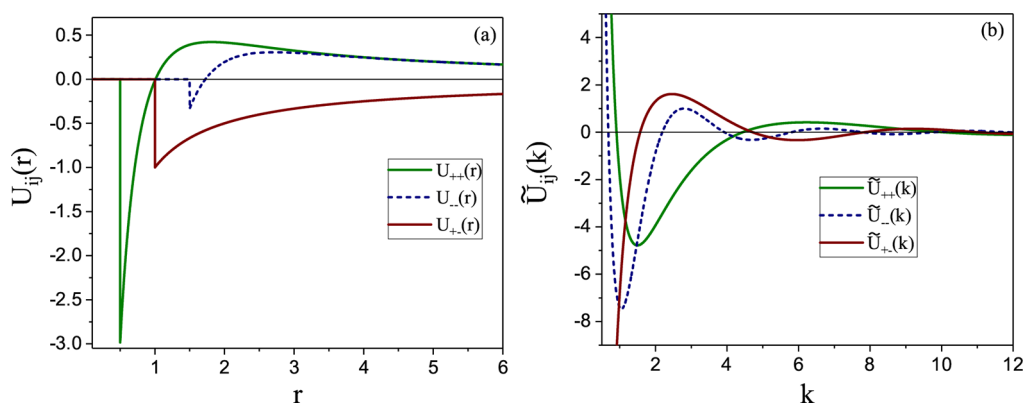 (a)
0.5
0.0
-0.5
-1.0
-1.5
-2.0
-2.5
-3.0
U_ij(r)
U_++(r)
U_--(r)
U_+-(r)
1 2 3 4 5 6
r
(b)
4
2
0
-2
-4
-6
-8
Ũ_ij(k)
Ũ_++(k)
Ũ_--(k)
Ũ_+-(k)
2 4 6 8 10 12
k